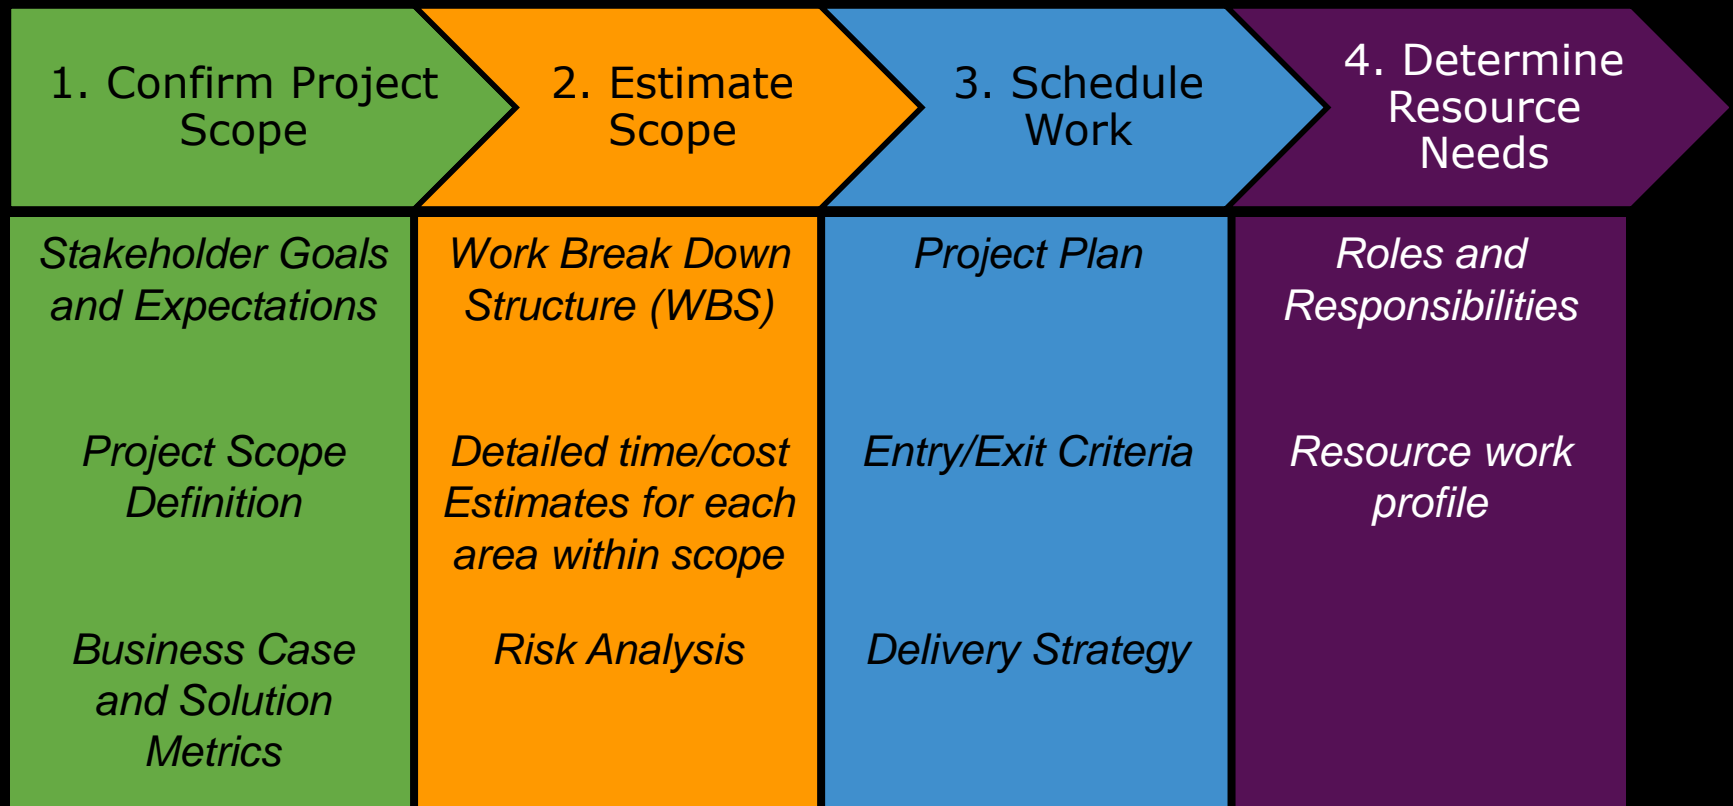 1. Confirm Project
Scope
2. Estimate
Scope
3. Schedule
Work
4. Determine
Resource
Needs
Stakeholder Goals
and Expectations
Project Scope
Definition
Business Case
and Solution
Metrics
Work Break Down
Structure (WBS)
Detailed time/cost
Estimates for each
area within scope
Risk Analysis
Project Plan
Entry/Exit Criteria
Delivery Strategy
Roles and
Responsibilities
Resource work
profile